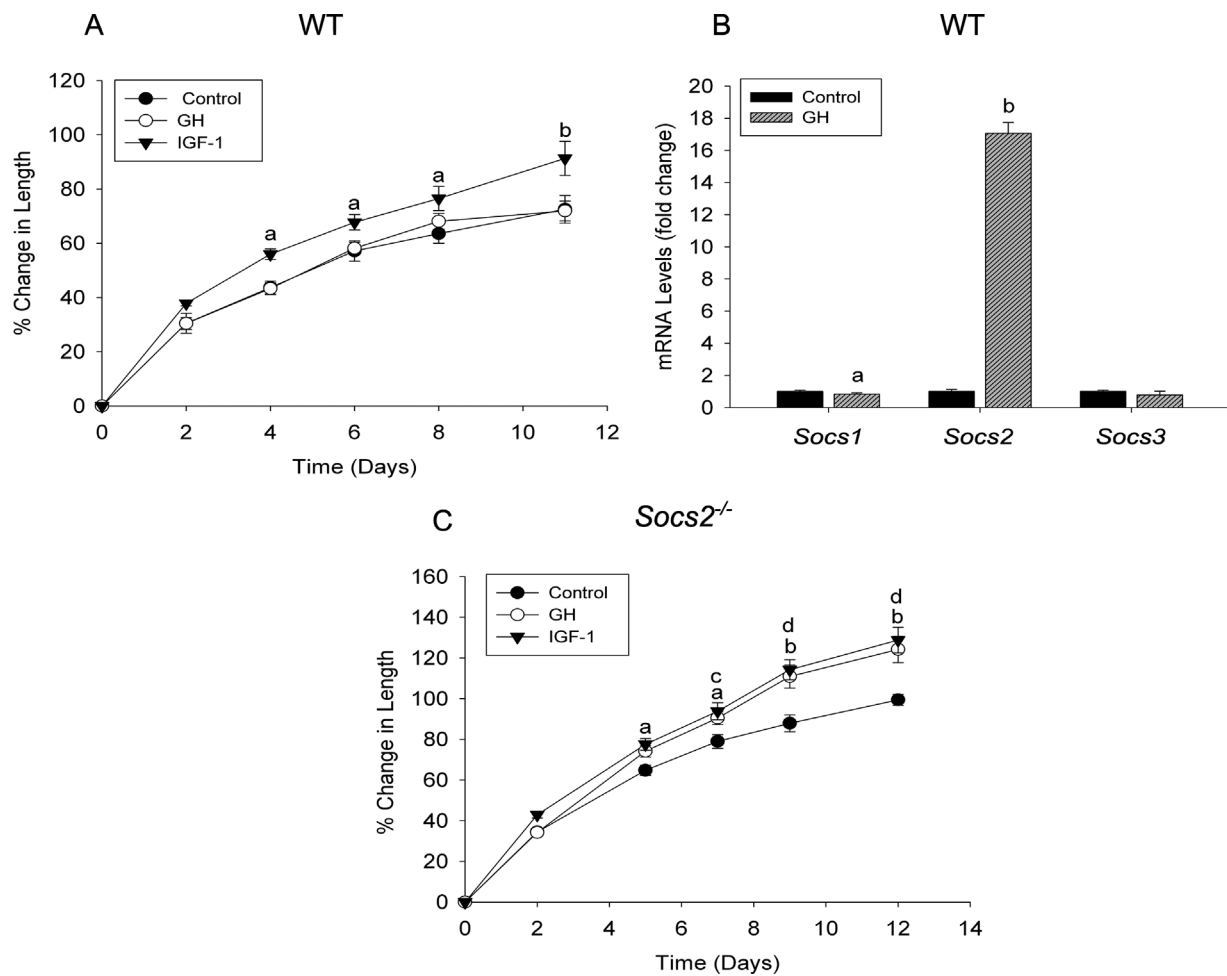 A WT
120
100
80
60
40
20
0
% Change in Length
Control
GH
IGF-1
a
a
a
b
0 2 4 6 8 10 12
Time (Days)
B WT
20
18
16
14
12
10
8
6
4
2
0
mRNA Levels (fold change)
Control
GH
a
b
Socs1 Socs2 Socs3
C Socs2-/-
160
140
120
100
80
60
40
20
0
% Change in Length
Control
GH
IGF-1
a
c
a
d
b
d
b
0 2 4 6 8 10 12 14
Time (Days)